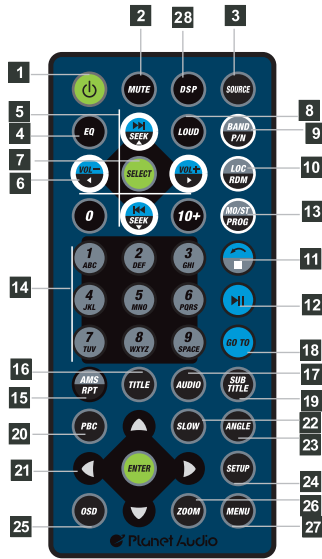 2 28 3
1 MUTE DSP SOURCE
5 8
4 EQ SEEK LOUD BAND P/N 9
7 VOL− SELECT VOL+ LOC RDM 10
6
0 SEEK 10+ MO/ST PROG 13
1 ABC 2 DEF 3 GHI 11
14
4 JKL 5 MNO 6 PQRS 12
7 TUV 8 WXYZ 9 SPACE GO TO 18
16 17
AMS RPT TITLE AUDIO SUB TITLE
15 19
20 PBC SLOW 22 ANGLE 23
21 ENTER SETUP 24
OSD ZOOM 26 MENU
25 27
Planet Audio